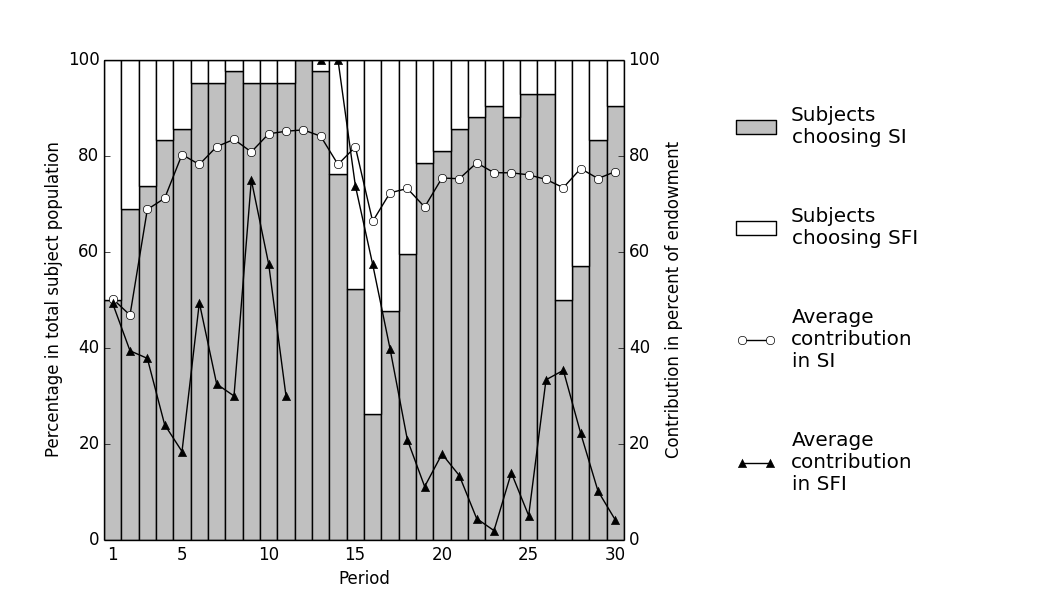 100
80
60
40
20
0
Percentage in total subject population
100
80
60
40
20
0
Contribution in percent of endowment
1 5 10 15 20 25 30
Period
Subjects
choosing SI
Subjects
choosing SFI
Average
contribution
in SI
Average
contribution
in SFI